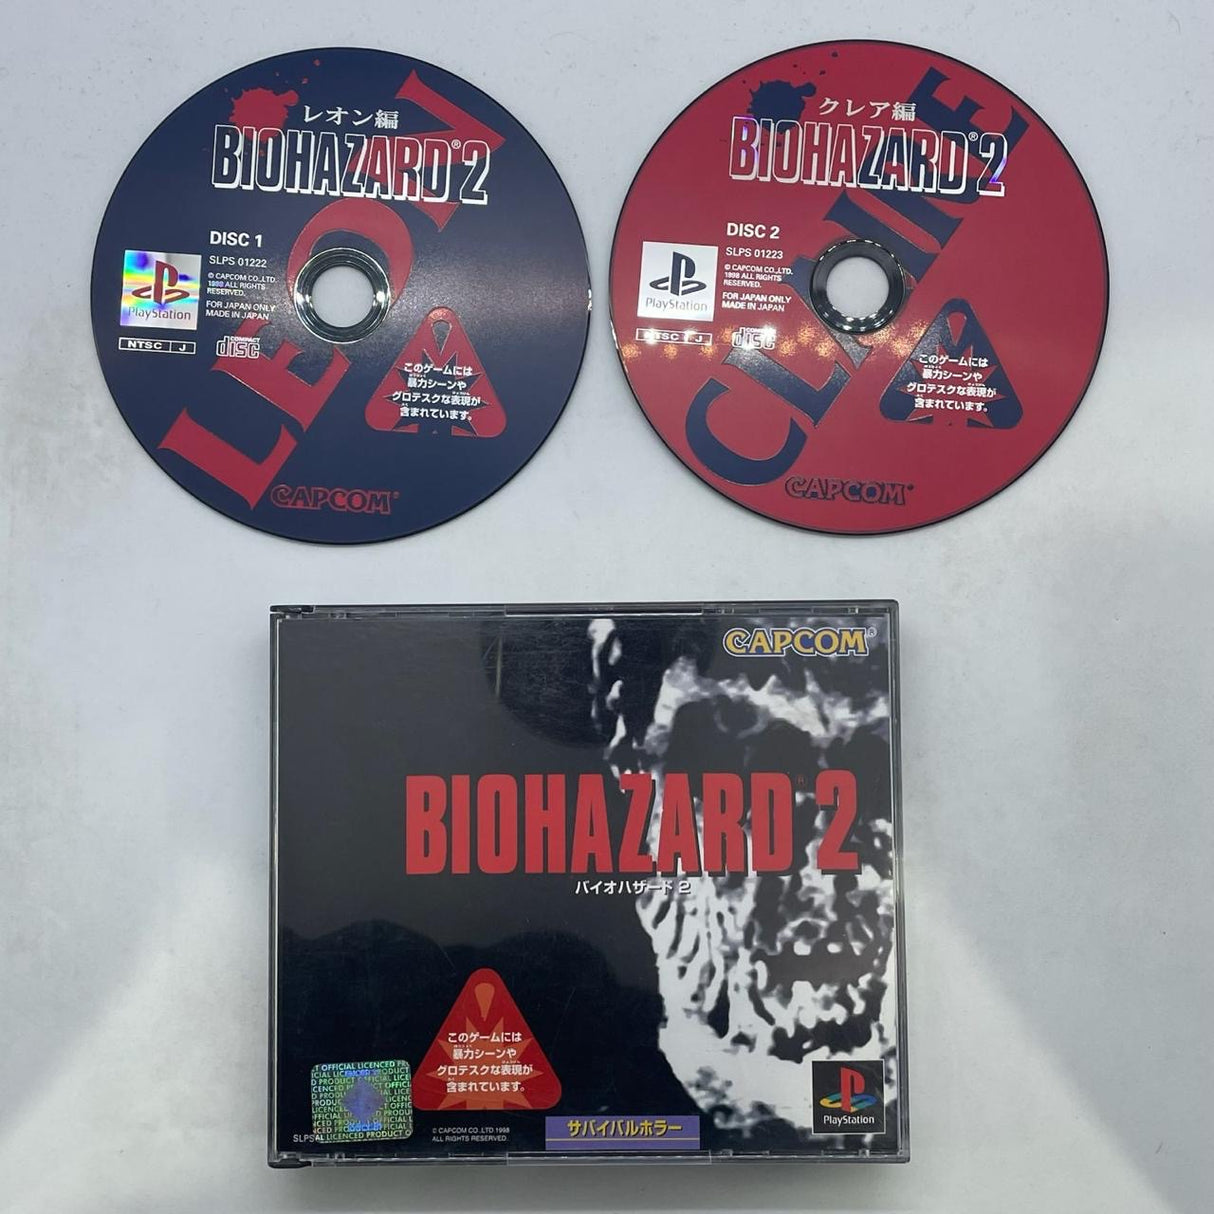 レオン編
BIOHAZARD®2
LEON
DISC 1
SLPS 01222
© CAPCOM CO.,LTD.
1998 ALL RIGHTS
RESERVED.
FOR JAPAN ONLY
MADE IN JAPAN
PlayStation
NTSC J
COMPACT
disc
このゲームには
暴力シーンや
グロテスクな表現が
含まれています。
CAPCOM®
クレア編
BIOHAZARD®2
CLAIRE
DISC 2
SLPS 01223
© CAPCOM CO.,LTD.
1998 ALL RIGHTS
RESERVED.
FOR JAPAN ONLY
MADE IN JAPAN
PlayStation
NTSC J
COMPACT
disc
このゲームには
暴力シーンや
グロテスクな表現が
含まれています。
CAPCOM
CAPCOM®
BIOHAZARD®2
バイオハザード2
このゲームには
暴力シーンや
グロテスクな表現が
含まれています。
OFFICIAL LICENCED
PRODUCT
SLPS
© CAPCOM CO.,LTD 1998
ALL RIGHTS RESERVED.
サバイバルホラー
PlayStation